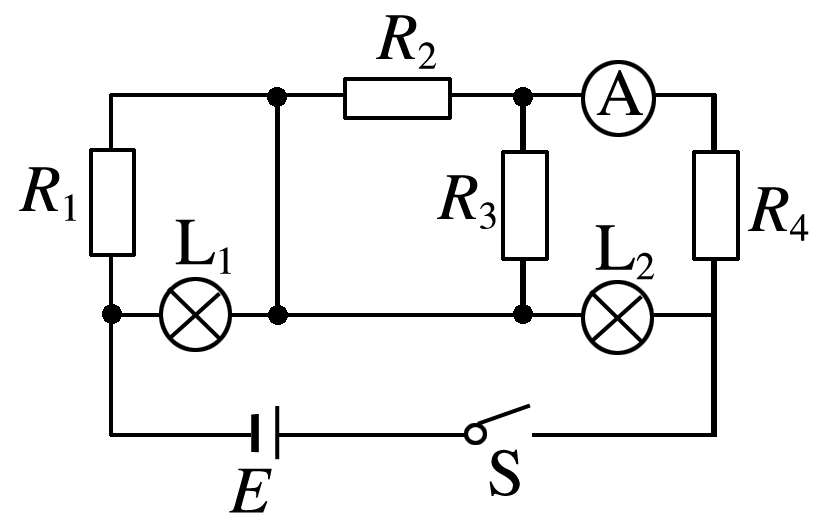 R₂
A
R₁
L₁
R₃
L₂
R₄
E
S